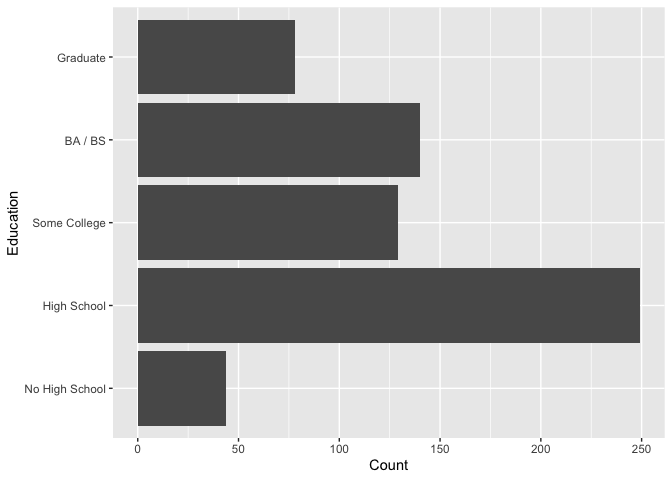 Graduate
BA / BS
Some College
High School
No High School
Education
0 50 100 150 200 250
Count